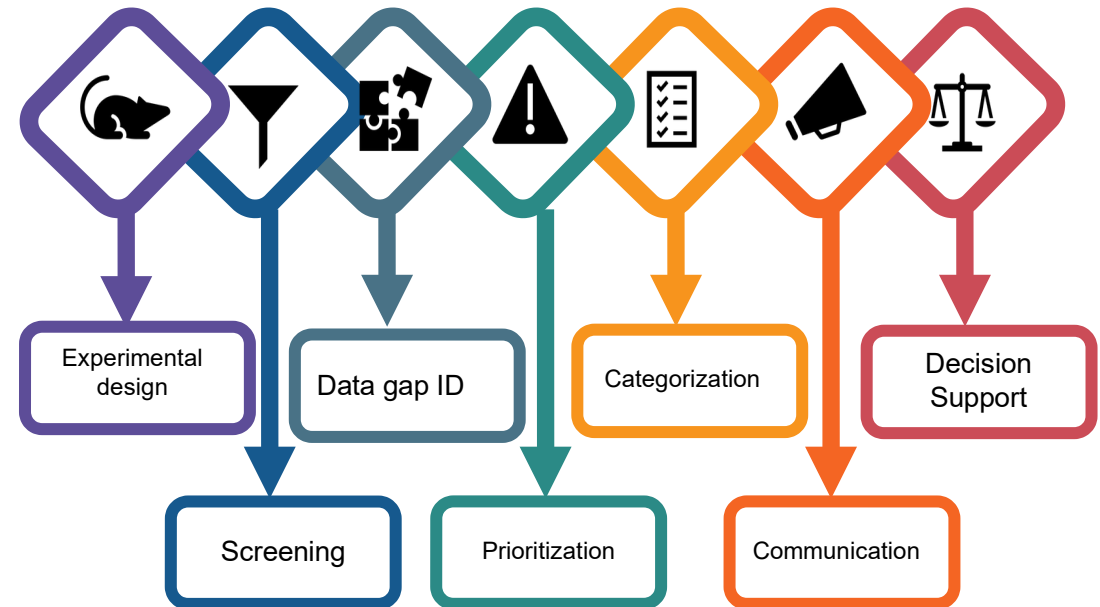 Experimental
design
Data gap ID
Categorization
Decision
Support
Screening
Prioritization
Communication